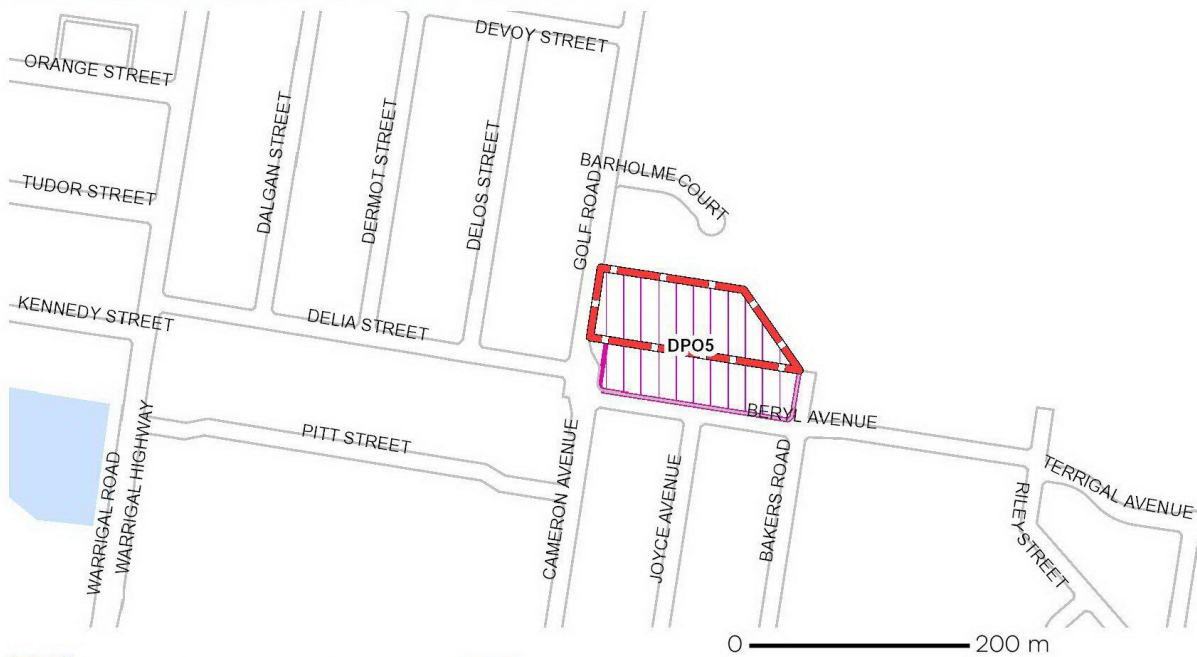 DEVOY STREET
ORANGE STREET
DALGAN STREET
DERMOT STREET
DELOS STREET
BARHOLME COURT
TUDOR STREET
GOLF ROAD
KENNEDY STREET
DELIA STREET
DPO5
BERYL AVENUE
PITT STREET
WARRIGAL ROAD
WARRIGAL HIGHWAY
CAMERON AVENUE
JOYCE AVENUE
BAKERS ROAD
TERRIGAL AVENUE
RILEY STREET
0 200 m